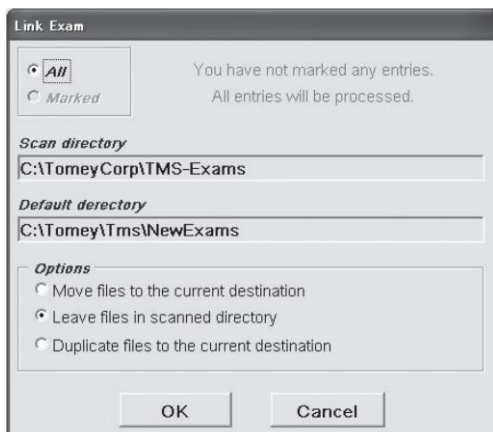 Link Exam
All
Marked
You have not marked any entries.
All entries will be processed.
Scan directory
C:\TomeyCorp\TMS-Exams
Default derectory
C:\Tomey\Tms\NewExams
Options
Move files to the current destination
Leave files in scanned directory
Duplicate files to the current destination
OK
Cancel